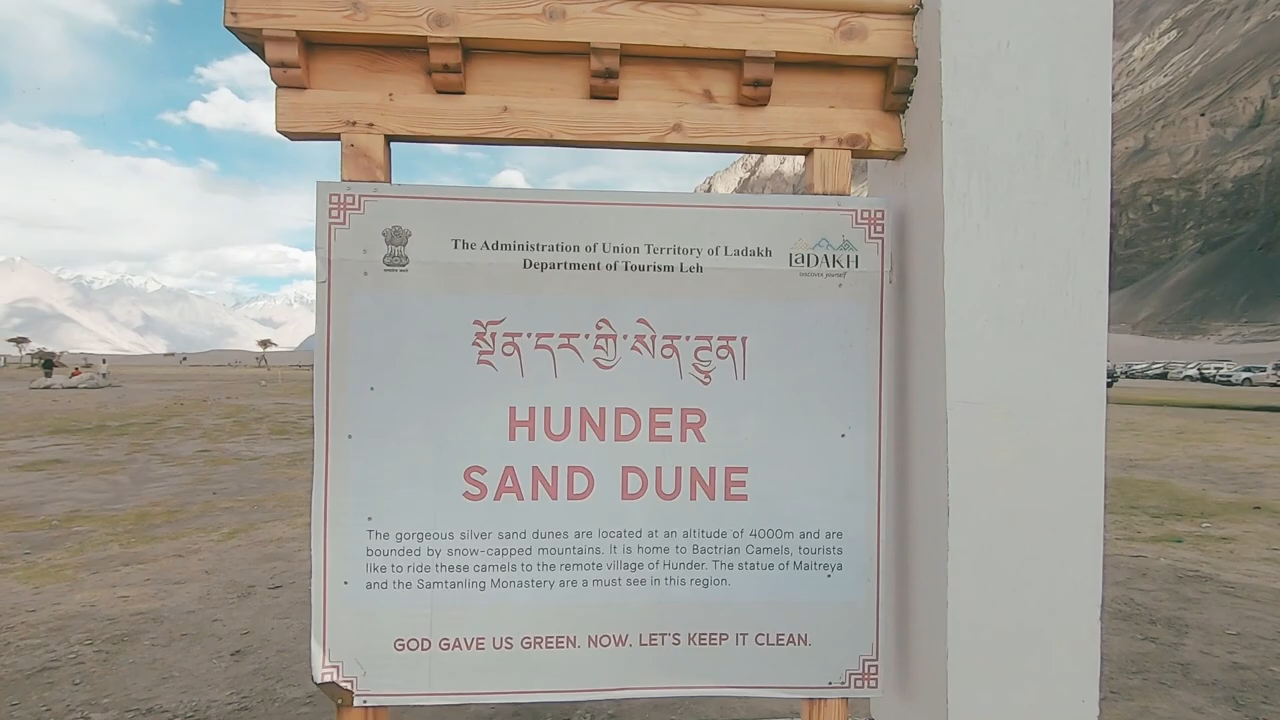 The Administration of Union Territory of Ladakh
Department of Tourism Leh
LaDAKH
DISCOVER yourself
སྔོན་དར་གྱི་སེན་ཌུན།
HUNDER
SAND DUNE
The gorgeous silver sand dunes are located at an altitude of 4000m and are
bounded by snow-capped mountains. It is home to Bactrian Camels, tourists
like to ride these camels to the remote village of Hunder. The statue of Maitreya
and the Samtanling Monastery are a must see in this region.
GOD GAVE US GREEN. NOW, LET'S KEEP IT CLEAN.